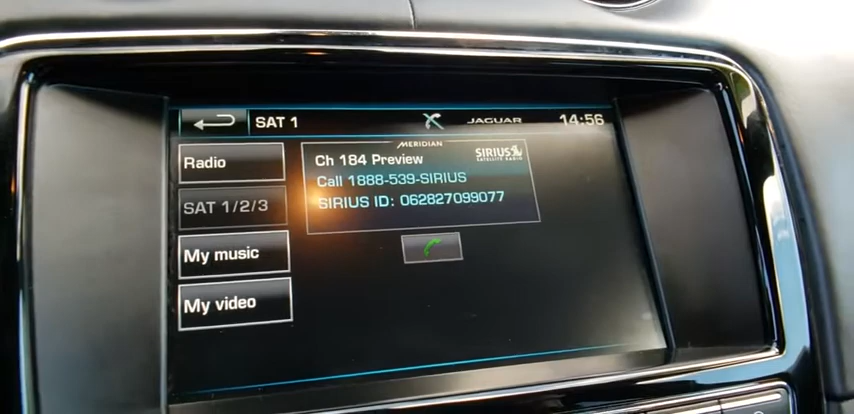 SAT 1
JAGUAR
14:56
Radio
SAT 1/2/3
My music
My video
MERIDIAN
Ch 184 Preview
SIRIUS
SATELLITE RADIO
Call 1888-539-SIRIUS
SIRIUS ID: 062827099077